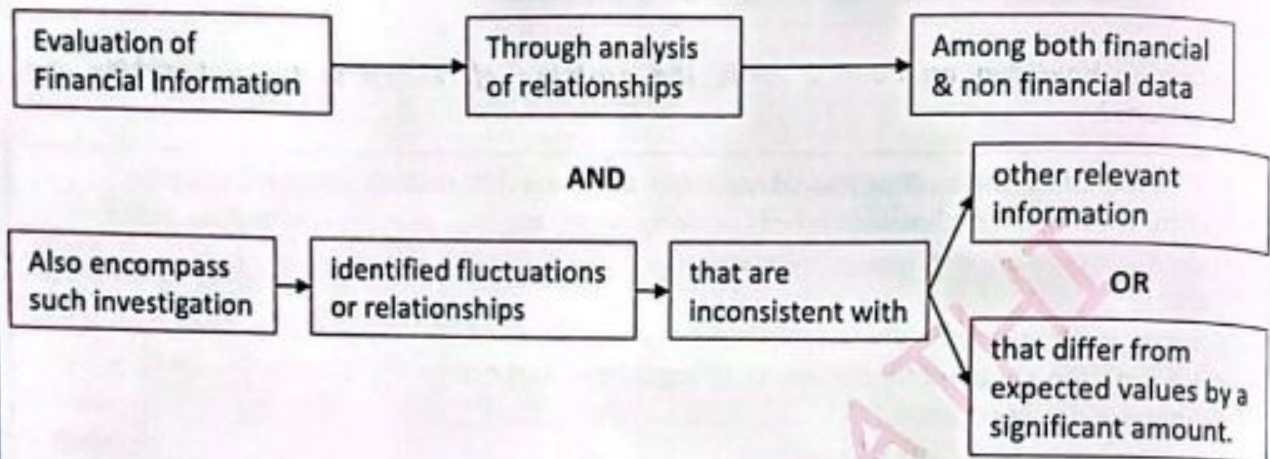 Evaluation of
Financial Information
Through analysis
of relationships
Among both financial
& non financial data
AND
Also encompass
such investigation
identified fluctuations
or relationships
that are
inconsistent with
other relevant
information
OR
that differ from
expected values by a
significant amount.